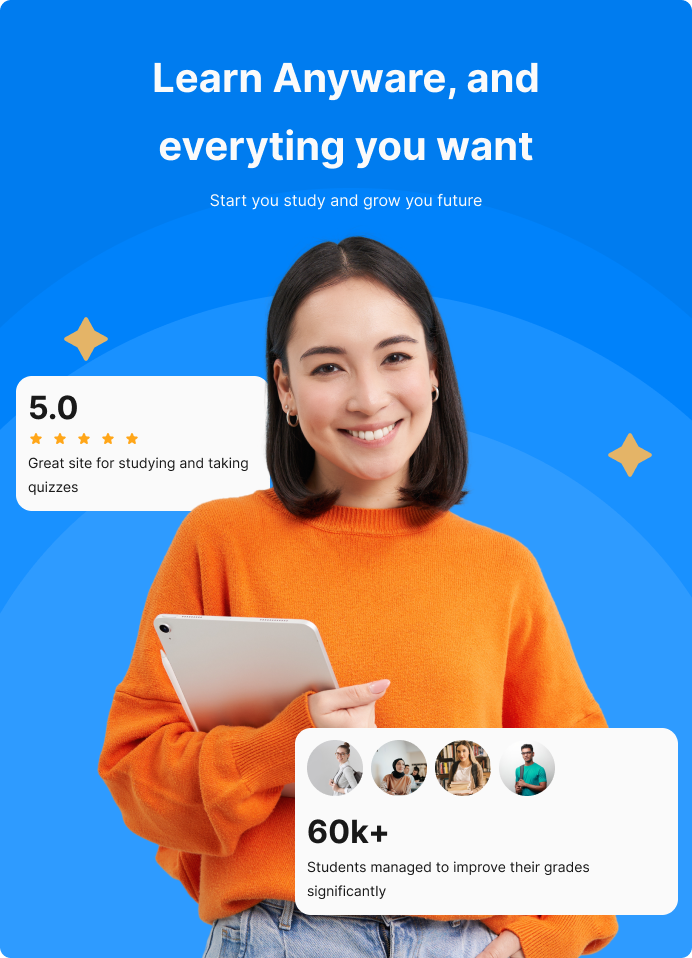 Learn Anyware, and
everyting you want
Start you study and grow you future
5.0
Great site for studying and taking
quizzes
60k+
Students managed to improve their grades
significantly